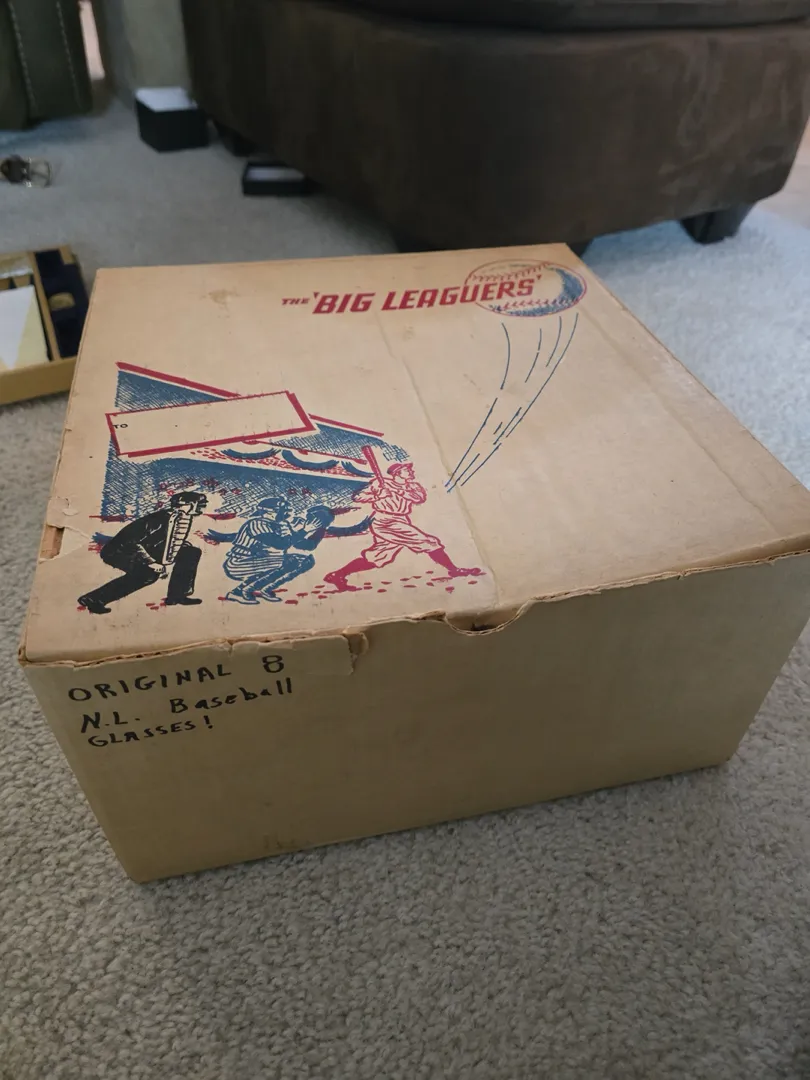 THE 'BIG LEAGUERS'
TO
ORIGINAL 8
N.L. Baseball
GLASSES!